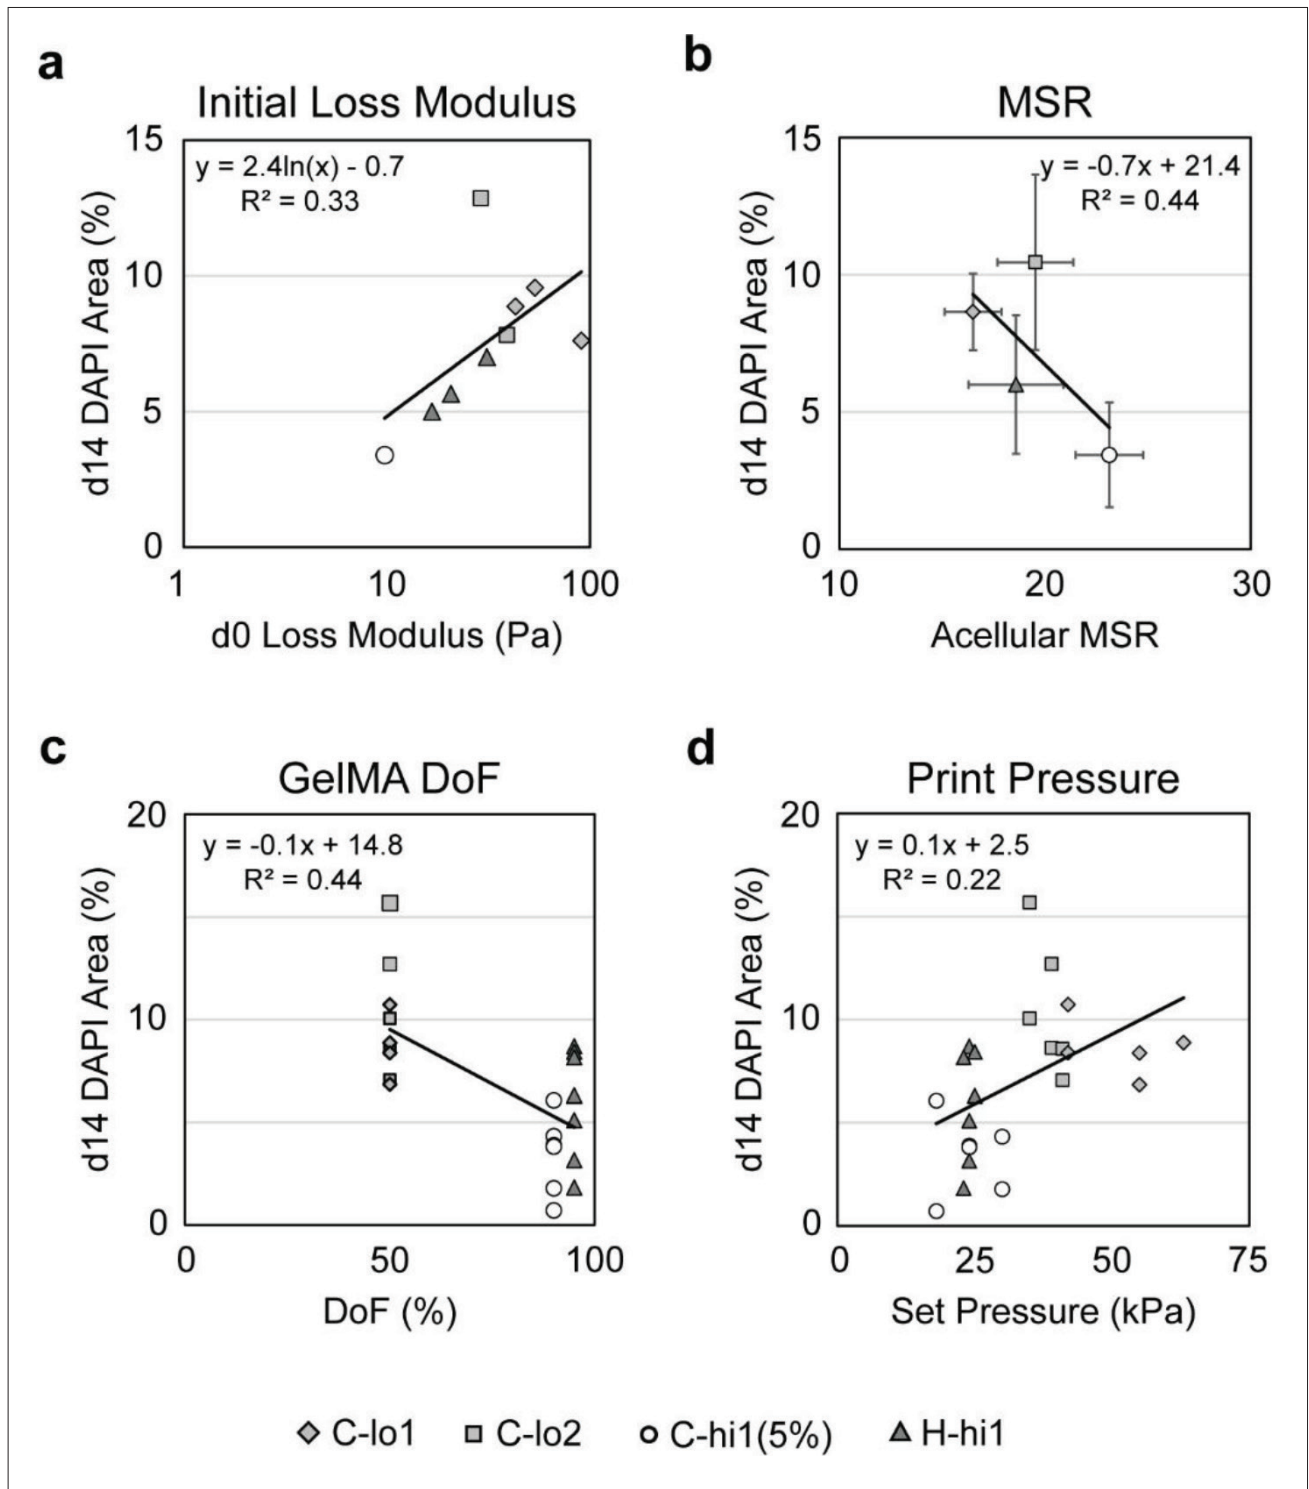 a
Initial Loss Modulus
y = 2.4ln(x) - 0.7
R² = 0.33
15
10
5
0
d14 DAPI Area (%)
1 10 100
d0 Loss Modulus (Pa)
b
MSR
y = -0.7x + 21.4
R² = 0.44
15
10
5
0
d14 DAPI Area (%)
10 20 30
Acellular MSR
c
GelMA DoF
y = -0.1x + 14.8
R² = 0.44
20
10
0
d14 DAPI Area (%)
0 50 100
DoF (%)
d
Print Pressure
y = 0.1x + 2.5
R² = 0.22
20
10
0
d14 DAPI Area (%)
0 25 50 75
Set Pressure (kPa)
C-lo1 C-lo2 C-hi1(5%) H-hi1